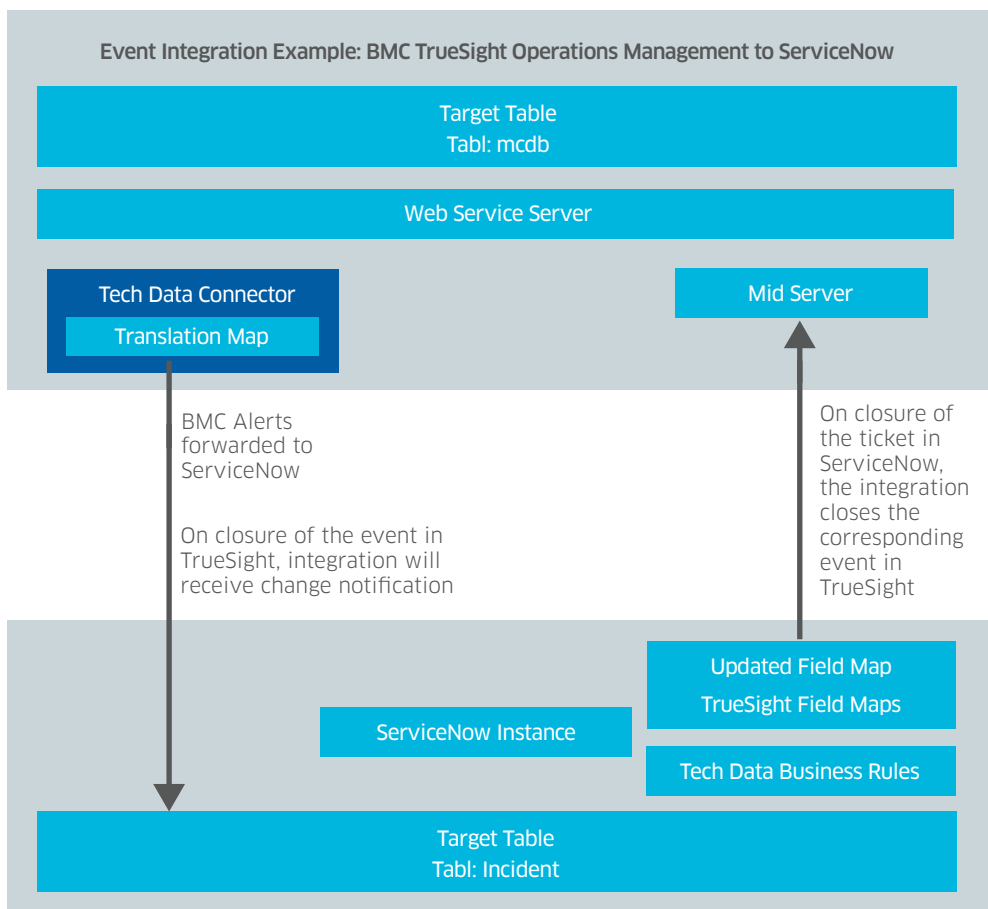 Event Integration Example: BMC TrueSight Operations Management to ServiceNow
Target Table
Tabl: mcdb
Web Service Server
Tech Data Connector
Translation Map
Mid Server
BMC Alerts
forwarded to
ServiceNow
On closure of the event in
TrueSight, integration will
receive change notification
On closure of
the ticket in
ServiceNow,
the integration
closes the
corresponding
event in
TrueSight
Updated Field Map
TrueSight Field Maps
ServiceNow Instance
Tech Data Business Rules
Target Table
Tabl: Incident